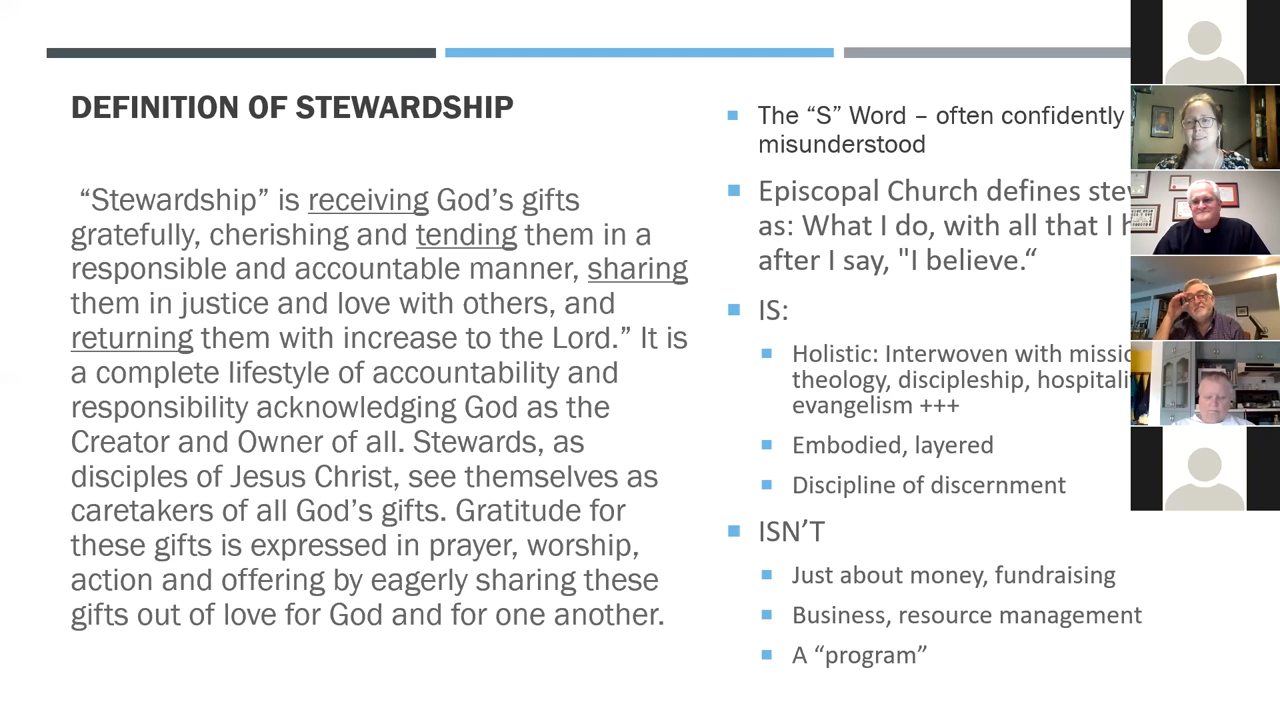 DEFINITION OF STEWARDSHIP
“Stewardship” is receiving God’s gifts
gratefully, cherishing and tending them in a
responsible and accountable manner, sharing
them in justice and love with others, and
returning them with increase to the Lord.” It is
a complete lifestyle of accountability and
responsibility acknowledging God as the
Creator and Owner of all. Stewards, as
disciples of Jesus Christ, see themselves as
caretakers of all God’s gifts. Gratitude for
these gifts is expressed in prayer, worship,
action and offering by eagerly sharing these
gifts out of love for God and for one another.
The “S” Word – often confidently
misunderstood
Episcopal Church defines
as: What I do, with all that I
after I say, "I believe.“
IS:
Holistic: Interwoven with
theology, discipleship,
evangelism +++
Embodied, layered
Discipline of discernment
ISN’T
Just about money, fundraising
Business, resource management
A “program”